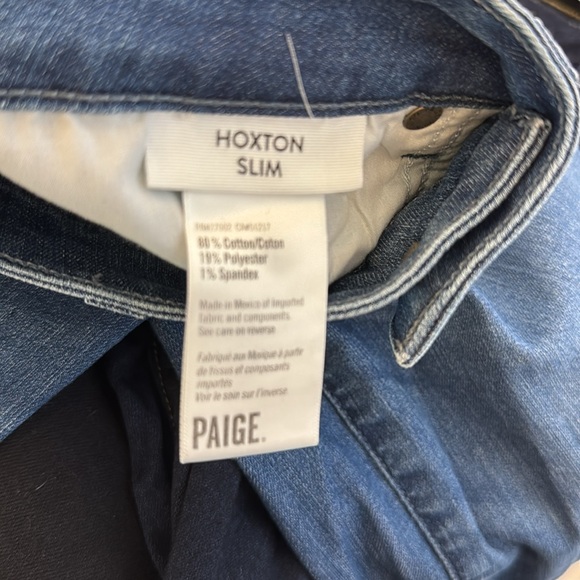 HOXTON
SLIM
80% Cotton/Coton
19% Polyester
1% Spandex
Made in Mexico of Imported
Fabric and components.
See care on reverse.
Fabriqué aux Mexique à partir
de tissus et composants
importés
Voir le soin sur l'inverse.
PAIGE.